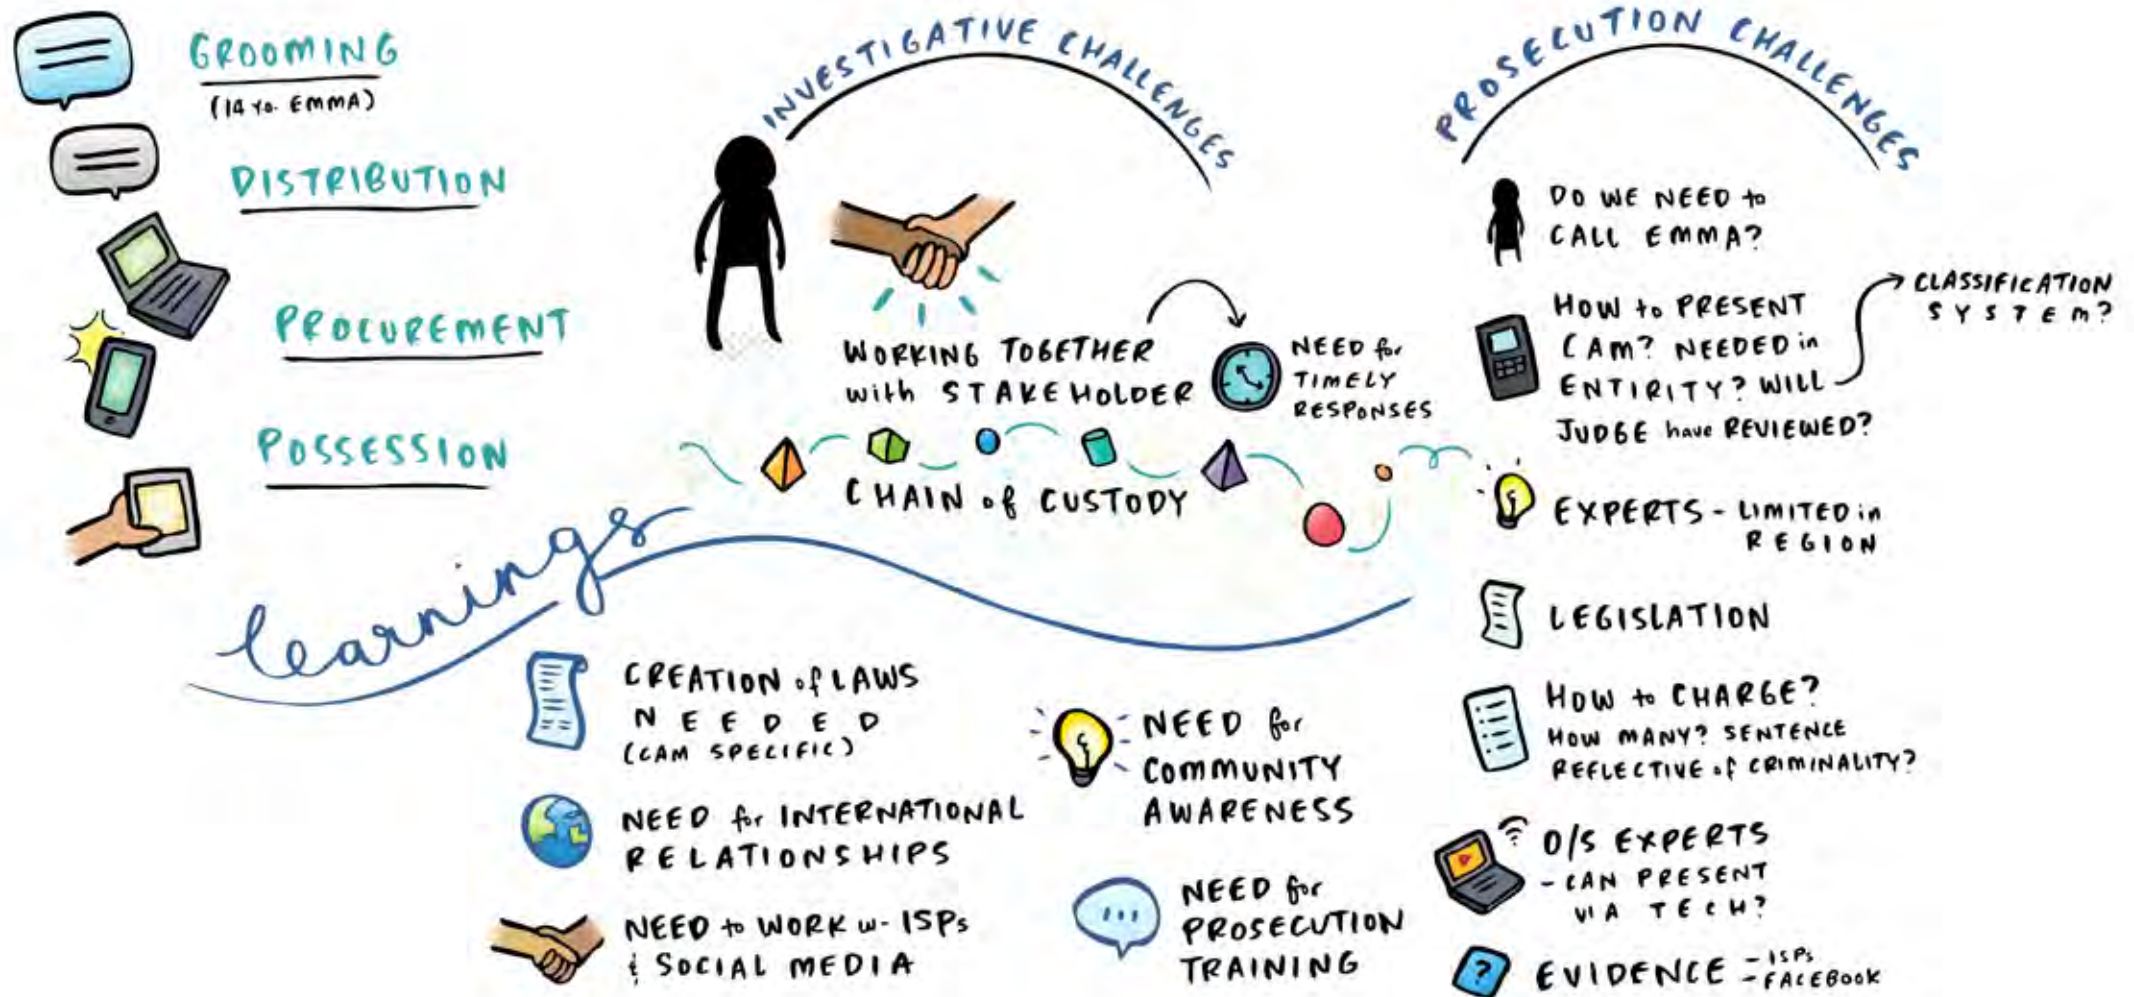 GROOMING
(14 yo. EMMA)
DISTRIBUTION
PROCUREMENT
POSSESSION
INVESTIGATIVE CHALLENGES
WORKING TOGETHER
with STAKEHOLDER
NEED for
TIMELY
RESPONSES
CHAIN of CUSTODY
PROSECUTION CHALLENGES
DO WE NEED to
CALL EMMA?
HOW to PRESENT
CAM? NEEDED in
ENTIRITY? WILL
JUDGE have REVIEWED?
CLASSIFICATION
SYSTEM?
EXPERTS - LIMITED in
REGION
LEGISLATION
HOW to CHARGE?
HOW MANY? SENTENCE
REFLECTIVE of CRIMINALITY?
O/S EXPERTS
- CAN PRESENT
VIA TECH?
EVIDENCE - ISPs
- FACEBOOK
learnings
CREATION of LAWS
NEEDED
(CAM SPECIFIC)
NEED for INTERNATIONAL
RELATIONSHIPS
NEED to WORK w- ISPs
& SOCIAL MEDIA
NEED for
COMMUNITY
AWARENESS
NEED for
PROSECUTION
TRAINING